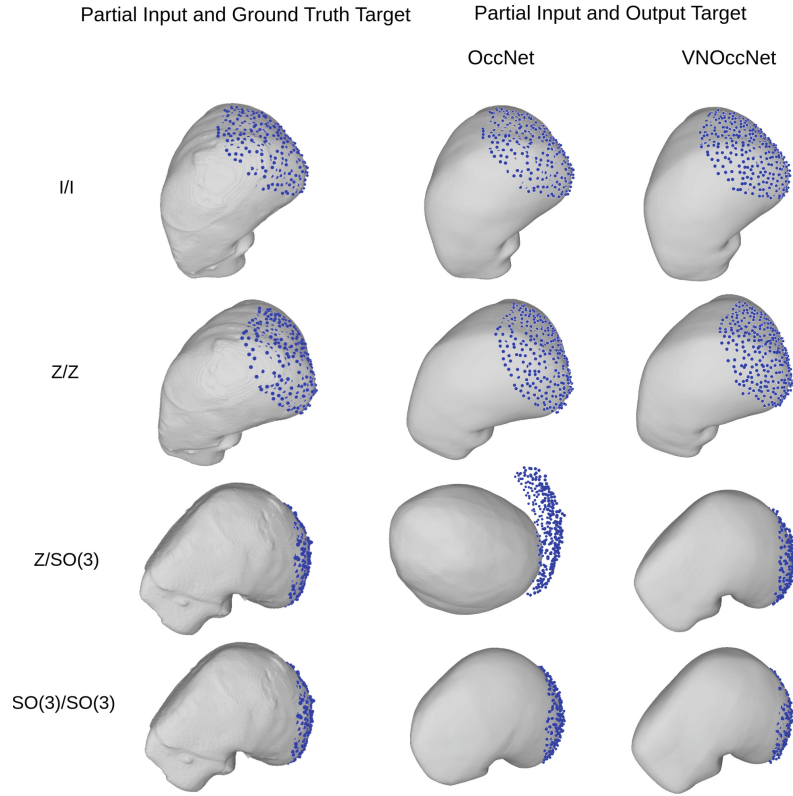 Partial Input and Ground Truth Target
Partial Input and Output Target
OccNet
VNOccNet
I/I
Z/Z
Z/SO(3)
SO(3)/SO(3)